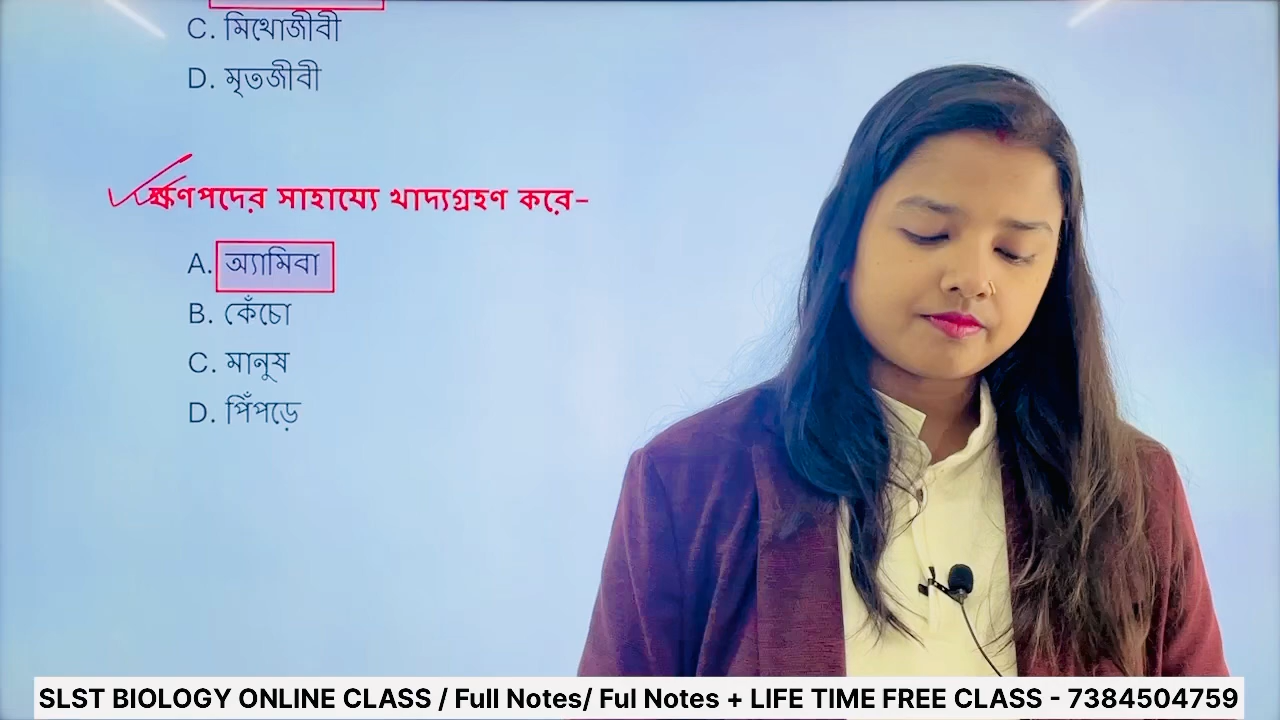 C. মিথোজীবী
D. মৃতজীবী
ক্ষণপদের সাহায্যে খাদ্যগ্রহণ করে-
A. অ্যামিবা
B. কেঁচো
C. মানুষ
D. পিঁপড়ে
SLST BIOLOGY ONLINE CLASS / Full Notes/ Ful Notes + LIFE TIME FREE CLASS - 7384504759